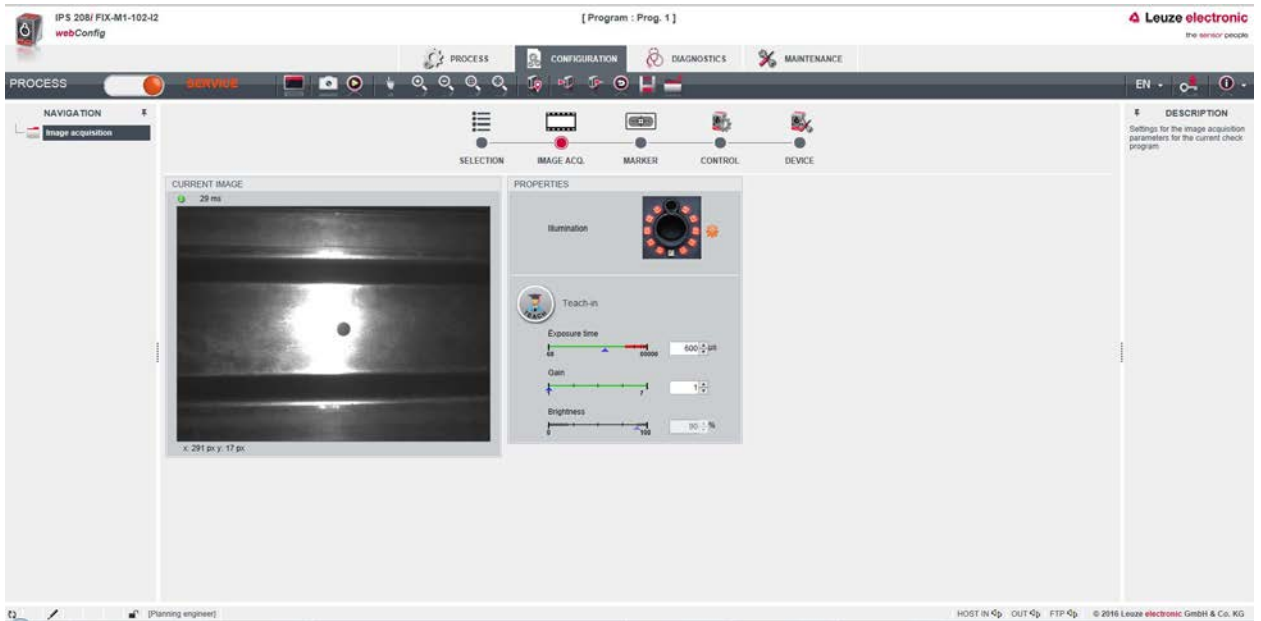 IPS 208i FIX-M1-102-I2
webConfig
[ Program : Prog. 1 ]
Leuze electronic
the sensor people
PROCESS
CONFIGURATION
DIAGNOSTICS
MAINTENANCE
PROCESS
SERVICE
EN
NAVIGATION
Image acquisition
SELECTION
IMAGE ACQ.
MARKER
CONTROL
DEVICE
DESCRIPTION
Settings for the image acquisition
parameters for the current check
program
CURRENT IMAGE
29 ms
x: 291 px y: 17 px
PROPERTIES
Illumination
TEACH
Teach-in
Exposure time
68
600 µs
Gain
7
1
Brightness
0
100
90 %
[Planning engineer]
HOST IN OUT FTP
© 2016 Leuze electronic GmbH & Co. KG